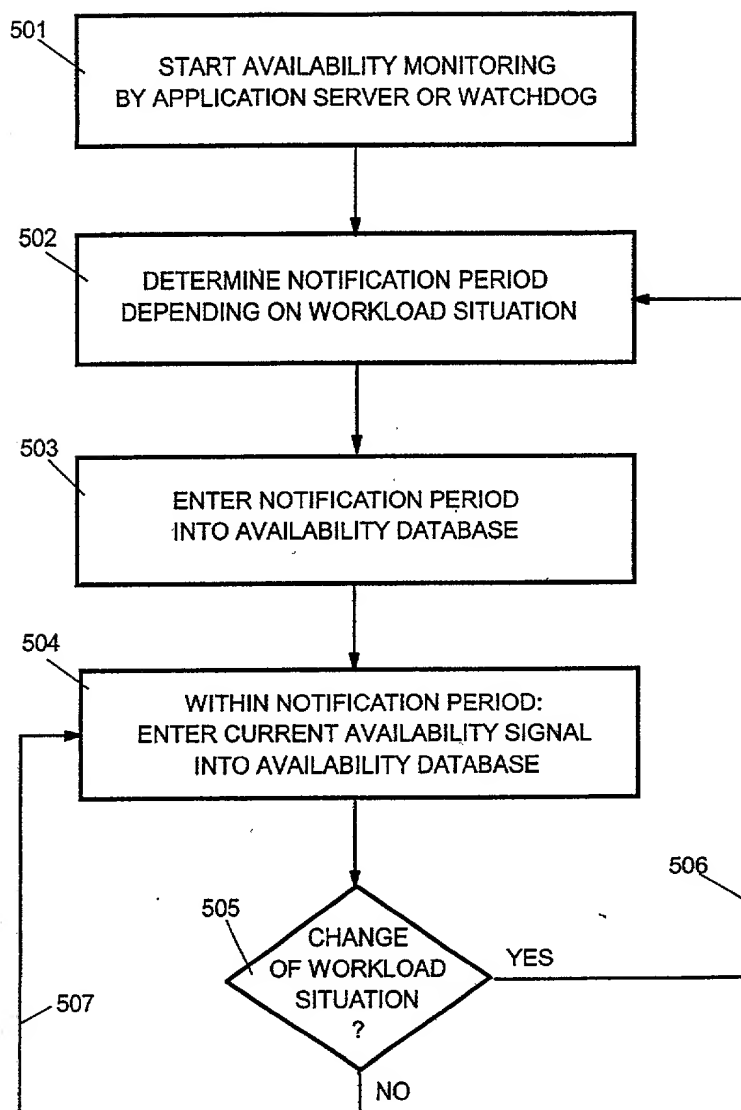 501
START AVAILABILITY MONITORING
BY APPLICATION SERVER OR WATCHDOG
502
DETERMINE NOTIFICATION PERIOD
DEPENDING ON WORKLOAD SITUATION
503
ENTER NOTIFICATION PERIOD
INTO AVAILABILITY DATABASE
504
WITHIN NOTIFICATION PERIOD:
ENTER CURRENT AVAILABILITY SIGNAL
INTO AVAILABILITY DATABASE
505
CHANGE
OF WORKLOAD
SITUATION
?
YES
506
507
NO